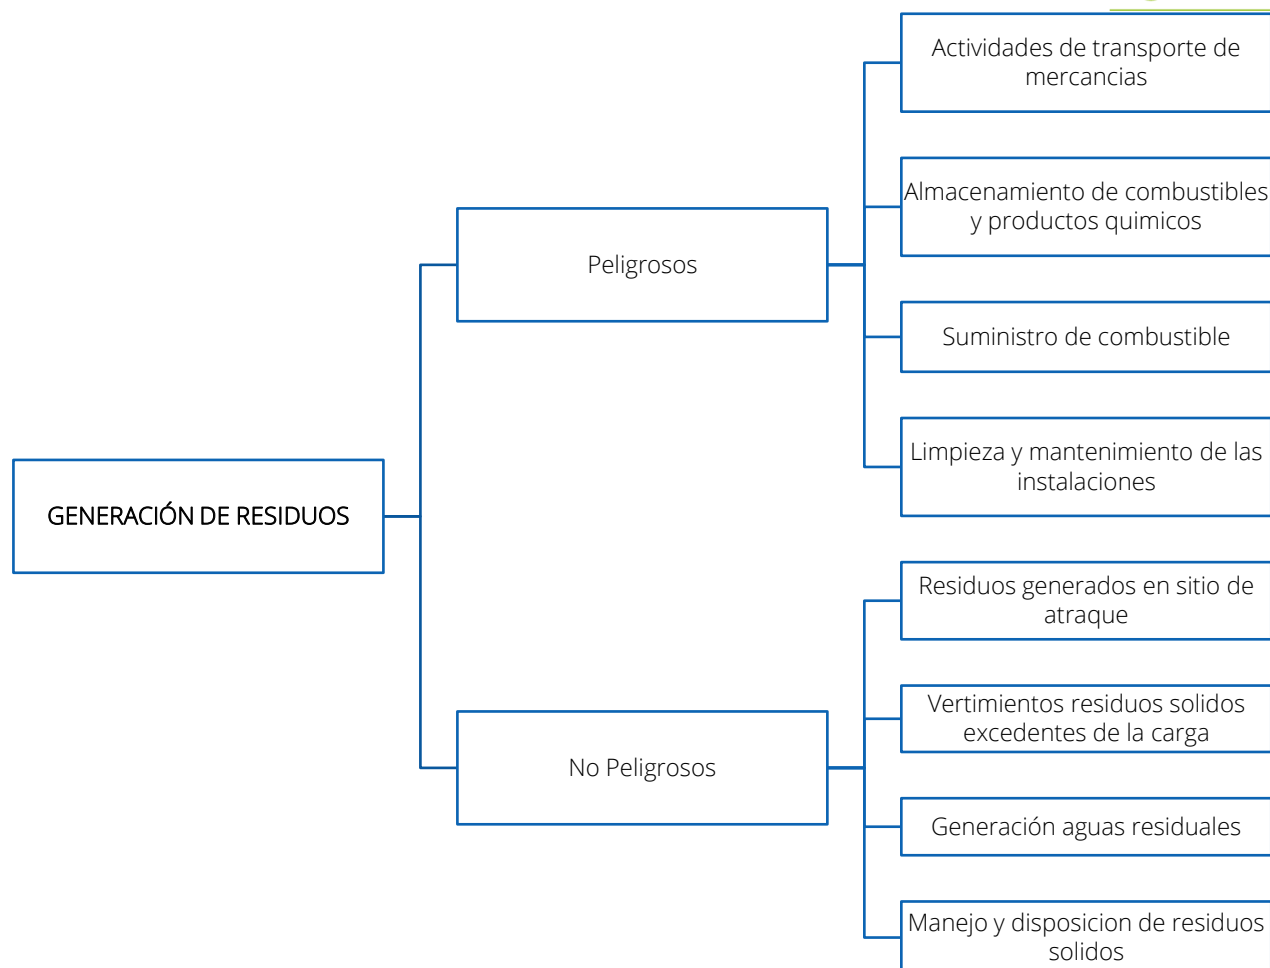 GENERACIÓN DE RESIDUOS
Peligrosos
Actividades de transporte de
mercancias
Almacenamiento de combustibles
y productos quimicos
Suministro de combustible
Limpieza y mantenimiento de las
instalaciones
No Peligrosos
Residuos generados en sitio de
atraque
Vertimientos residuos solidos
excedentes de la carga
Generación aguas residuales
Manejo y disposicion de residuos
solidos